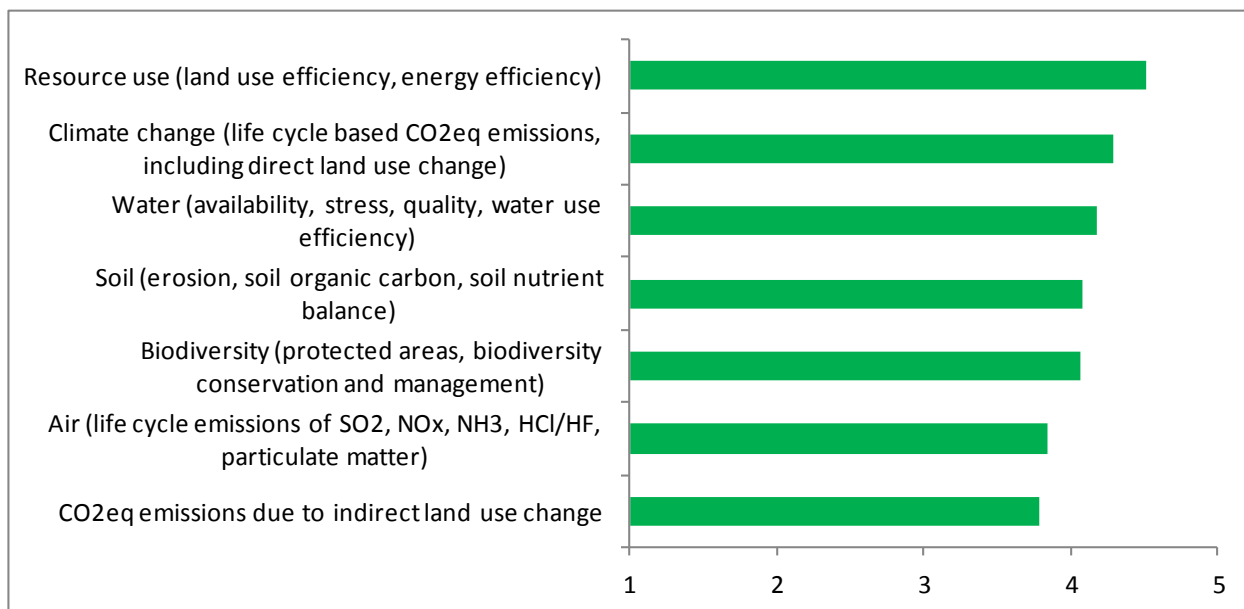 Resource use (land use efficiency, energy efficiency)
Climate change (life cycle based CO2eq emissions,
including direct land use change)
Water (availability, stress, quality, water use
efficiency)
Soil (erosion, soil organic carbon, soil nutrient
balance)
Biodiversity (protected areas, biodiversity
conservation and management)
Air (life cycle emissions of SO2, NOx, NH3, HCl/HF,
particulate matter)
CO2eq emissions due to indirect land use change
1 2 3 4 5